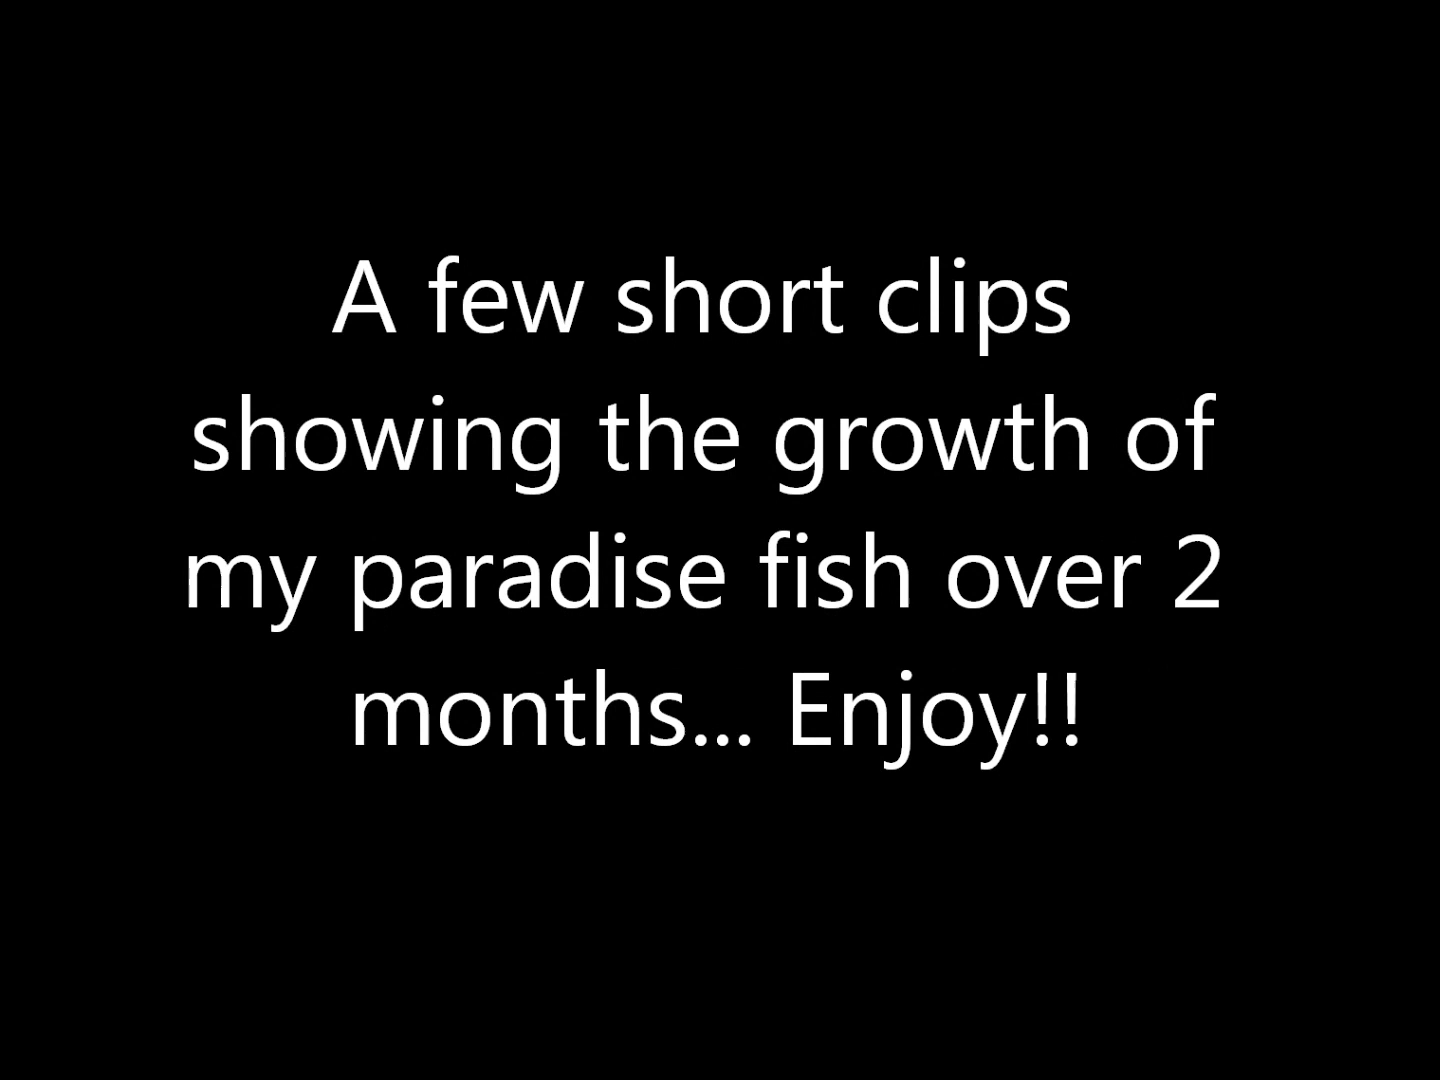 A few short clips
showing the growth of
my paradise fish over 2
months... Enjoy!!